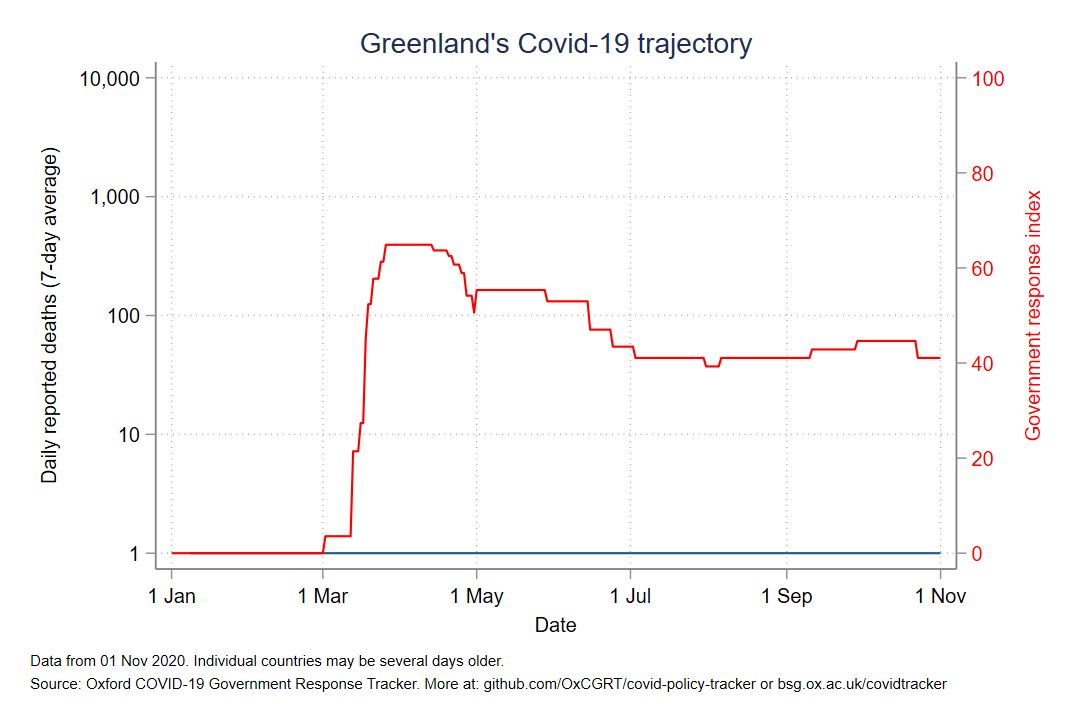 Greenland's Covid-19 trajectory
10,000
1,000
100
10
1
Daily reported deaths (7-day average)
100
80
60
40
20
0
Government response index
1 Jan
1 Mar
1 May
1 Jul
1 Sep
1 Nov
Date
Data from 01 Nov 2020. Individual countries may be several days older.
Source: Oxford COVID-19 Government Response Tracker. More at: github.com/OxCGRT/covid-policy-tracker or bsg.ox.ac.uk/covidtracker